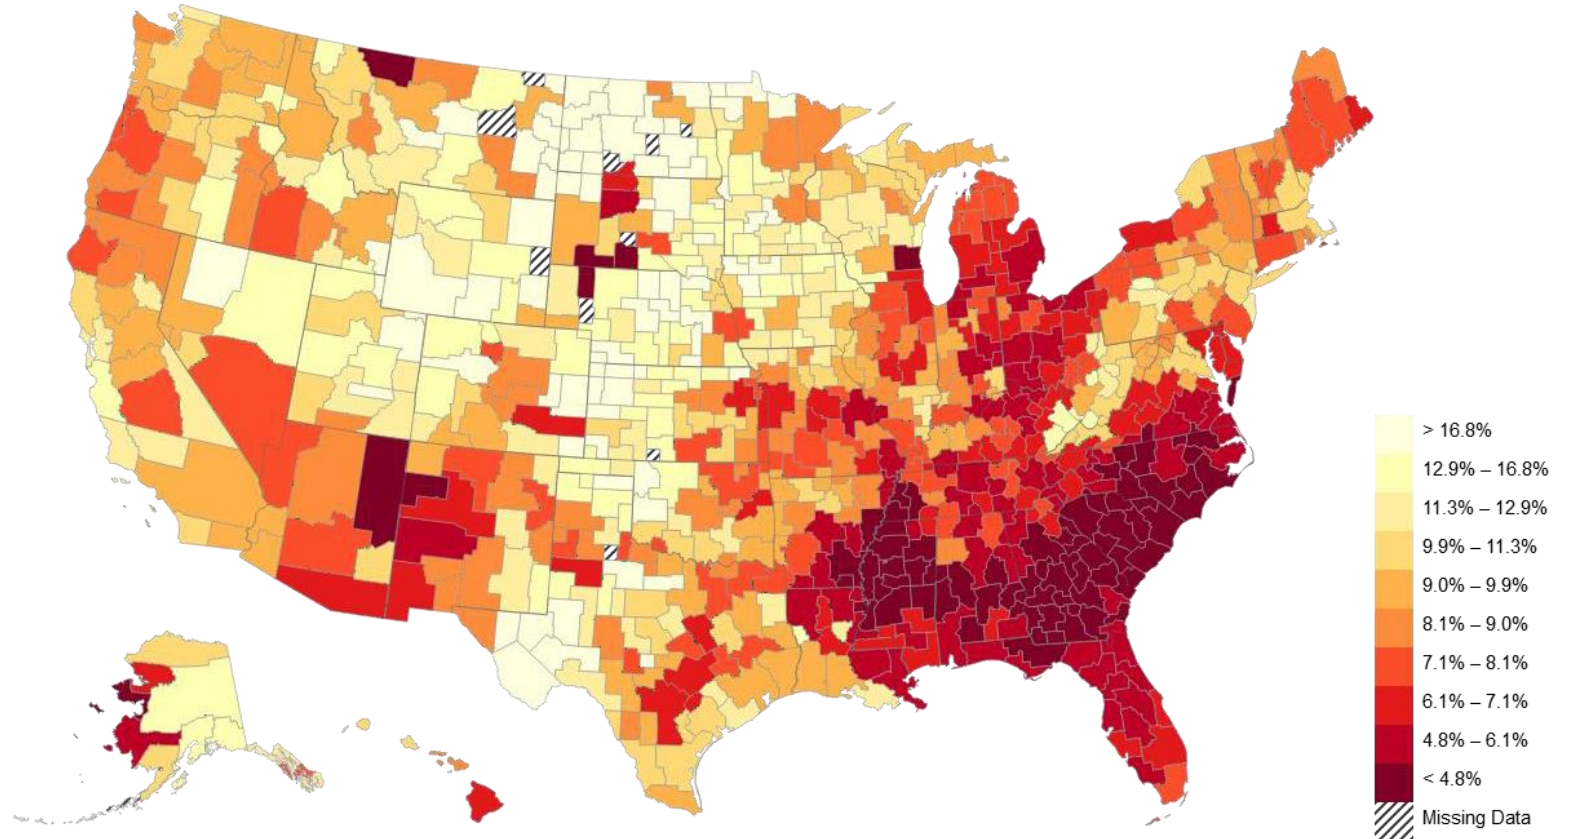 > 16.8%
12.9% – 16.8%
11.3% – 12.9%
9.9% – 11.3%
9.0% – 9.9%
8.1% – 9.0%
7.1% – 8.1%
6.1% – 7.1%
4.8% – 6.1%
< 4.8%
Missing Data